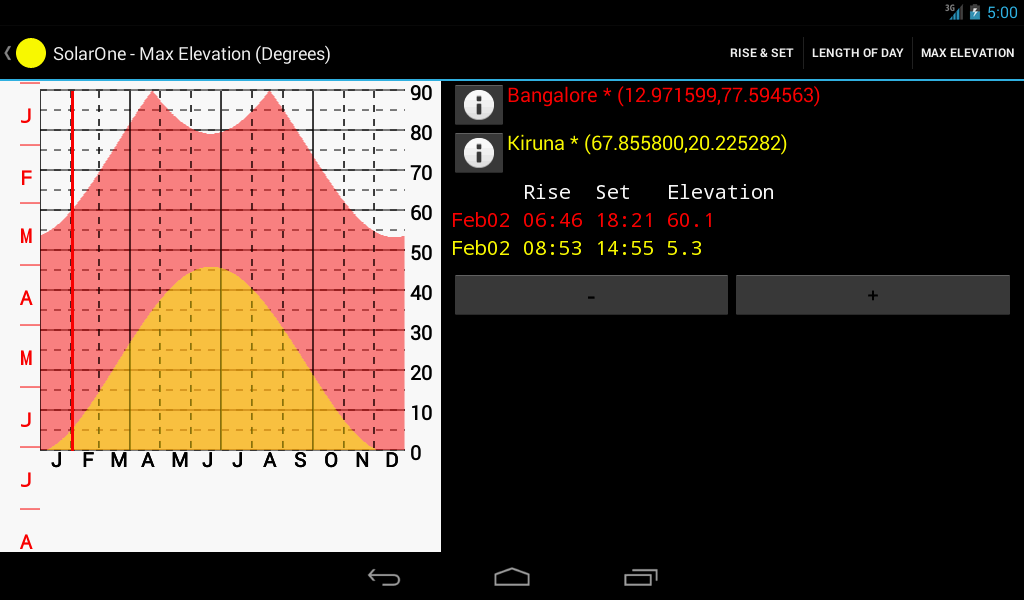 3G 5:00
SolarOne - Max Elevation (Degrees) RISE & SET LENGTH OF DAY MAX ELEVATION
J
F
M
A
M
J
J
A
90
80
70
60
50
40
30
20
10
0
J F M A M J J A S O N D
Bangalore * (12.971599,77.594563)
Kiruna * (67.855800,20.225282)
Rise Set Elevation
Feb02 06:46 18:21 60.1
Feb02 08:53 14:55 5.3
- +